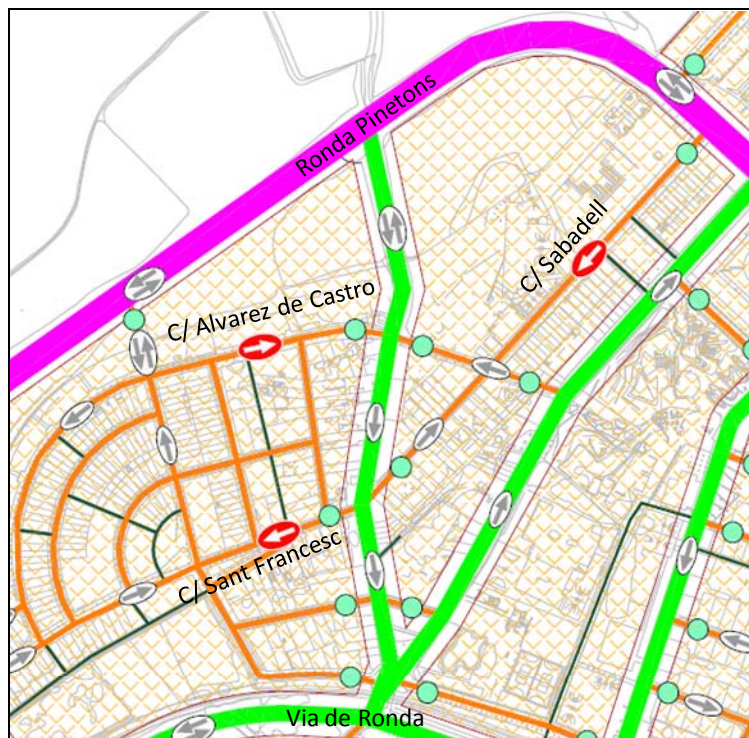 Ronda Pinetons
C/ Sabadell
C/ Alvarez de Castro
C/ Sant Francesc
Via de Ronda